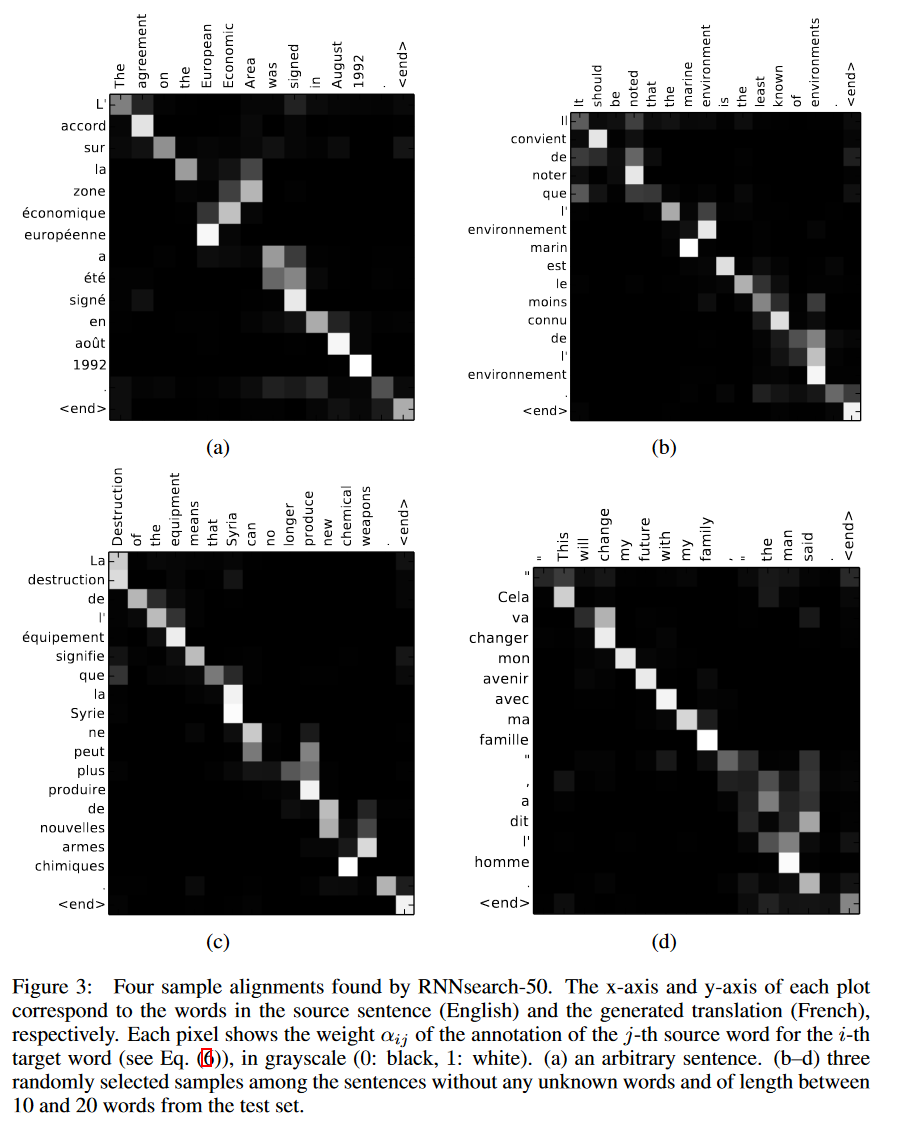 The agreement on the European Economic Area was signed in August 1992 . <end>
L'
accord
sur
la
zone
économique
européenne
a
été
signé
en
août
1992
.
<end>
(a)
It should be noted that the marine environment is the least known of environments . <end>
Il
convient
de
noter
que
l'
environnement
marin
est
le
moins
connu
de
l'
environnement
.
<end>
(b)
Destruction of the equipment means that Syria can no longer produce new chemical weapons . <end>
La
destruction
de
l'
équipement
signifie
que
la
Syrie
ne
peut
plus
produire
de
nouvelles
armes
chimiques
.
<end>
(c)
" This will change my future with my family , " the man said . <end>
"
Cela
va
changer
mon
avenir
avec
ma
famille
"
,
a
dit
l'
homme
.
<end>
(d)
Figure 3: Four sample alignments found by RNNsearch-50. The x-axis and y-axis of each plot
correspond to the words in the source sentence (English) and the generated translation (French),
respectively. Each pixel shows the weight αij of the annotation of the j-th source word for the i-th
target word (see Eq. (6)), in grayscale (0: black, 1: white). (a) an arbitrary sentence. (b–d) three
randomly selected samples among the sentences without any unknown words and of length between
10 and 20 words from the test set.